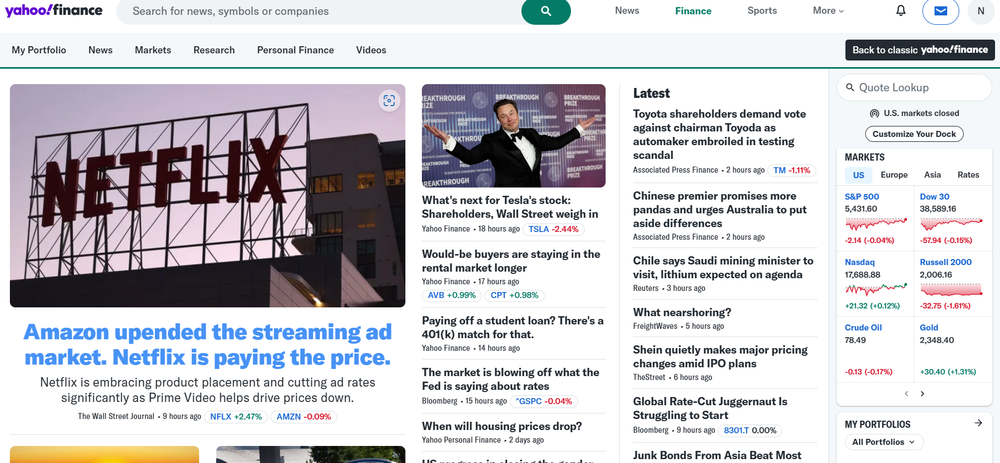 yahoo!finance
Search for news, symbols or companies
News
Finance
Sports
More
N
My Portfolio
News
Markets
Research
Personal Finance
Videos
Back to classic yahoo!finance
NETFLIX
Amazon upended the streaming ad
market. Netflix is paying the price.
Netflix is embracing product placement and cutting ad rates
significantly as Prime Video helps drive prices down.
The Wall Street Journal • 9 hours ago NFLX +2.47% AMZN -0.09%
BREAKTHROUGH PRIZE
SCIENTISTS CHANGING THE WORLD
What's next for Tesla's stock:
Shareholders, Wall Street weigh in
Yahoo Finance • 18 hours ago TSLA -2.44%
Would-be buyers are staying in the
rental market longer
Yahoo Finance • 17 hours ago
AVB +0.99% CPT +0.98%
Paying off a student loan? There's a
401(k) match for that.
Yahoo Finance • 14 hours ago
The market is blowing off what the
Fed is saying about rates
Bloomberg • 15 hours ago ^GSPC -0.04%
When will housing prices drop?
Yahoo Personal Finance • 2 days ago
US progress in closing the gender
Latest
Toyota shareholders demand vote
against chairman Toyoda as
automaker embroiled in testing
scandal
Associated Press Finance • 2 hours ago TM -1.11%
Chinese premier promises more
pandas and urges Australia to put
aside differences
Associated Press Finance • 2 hours ago
Chile says Saudi mining minister to
visit, lithium expected on agenda
Reuters • 3 hours ago
What nearshoring?
FreightWaves • 5 hours ago
Shein quietly makes major pricing
changes amid IPO plans
TheStreet • 6 hours ago
Global Rate-Cut Juggernaut Is
Struggling to Start
Bloomberg • 9 hours ago 8301.T 0.00%
Junk Bonds From Asia Beat Most
Quote Lookup
U.S. markets closed
Customize Your Dock
MARKETS
US Europe Asia Rates
S&P 500
5,431.60
-2.14 (-0.04%)
Dow 30
38,589.16
-57.94 (-0.15%)
Nasdaq
17,688.88
+21.32 (+0.12%)
Russell 2000
2,006.16
-32.75 (-1.61%)
Crude Oil
78.49
-0.13 (-0.17%)
Gold
2,348.40
+30.40 (+1.31%)
MY PORTFOLIOS
All Portfolios